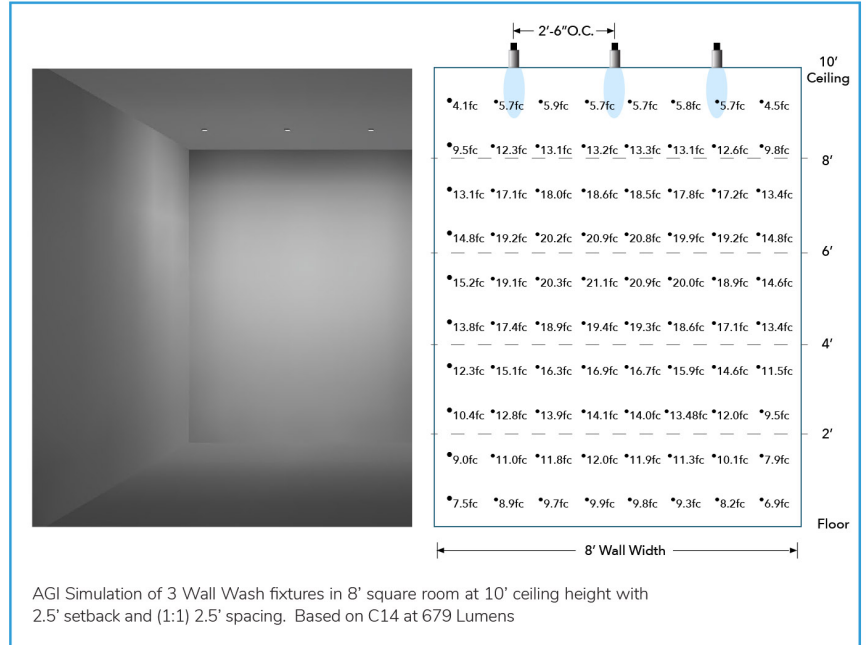 2'-6"O.C.
10'
Ceiling
4.1fc 5.7fc 5.9fc 5.7fc 5.7fc 5.8fc 5.7fc 4.5fc
9.5fc 12.3fc 13.1fc 13.2fc 13.3fc 13.1fc 12.6fc 9.8fc
8'
13.1fc 17.1fc 18.0fc 18.6fc 18.5fc 17.8fc 17.2fc 13.4fc
14.8fc 19.2fc 20.2fc 20.9fc 20.8fc 19.9fc 19.2fc 14.8fc
6'
15.2fc 19.1fc 20.3fc 21.1fc 20.9fc 20.0fc 18.9fc 14.6fc
13.8fc 17.4fc 18.9fc 19.4fc 19.3fc 18.6fc 17.1fc 13.4fc
4'
12.3fc 15.1fc 16.3fc 16.9fc 16.7fc 15.9fc 14.6fc 11.5fc
10.4fc 12.8fc 13.9fc 14.1fc 14.0fc 13.48fc 12.0fc 9.5fc
2'
9.0fc 11.0fc 11.8fc 12.0fc 11.9fc 11.3fc 10.1fc 7.9fc
7.5fc 8.9fc 9.7fc 9.9fc 9.8fc 9.3fc 8.2fc 6.9fc
Floor
8' Wall Width
AGI Simulation of 3 Wall Wash fixtures in 8' square room at 10' ceiling height with
2.5' setback and (1:1) 2.5' spacing. Based on C14 at 679 Lumens